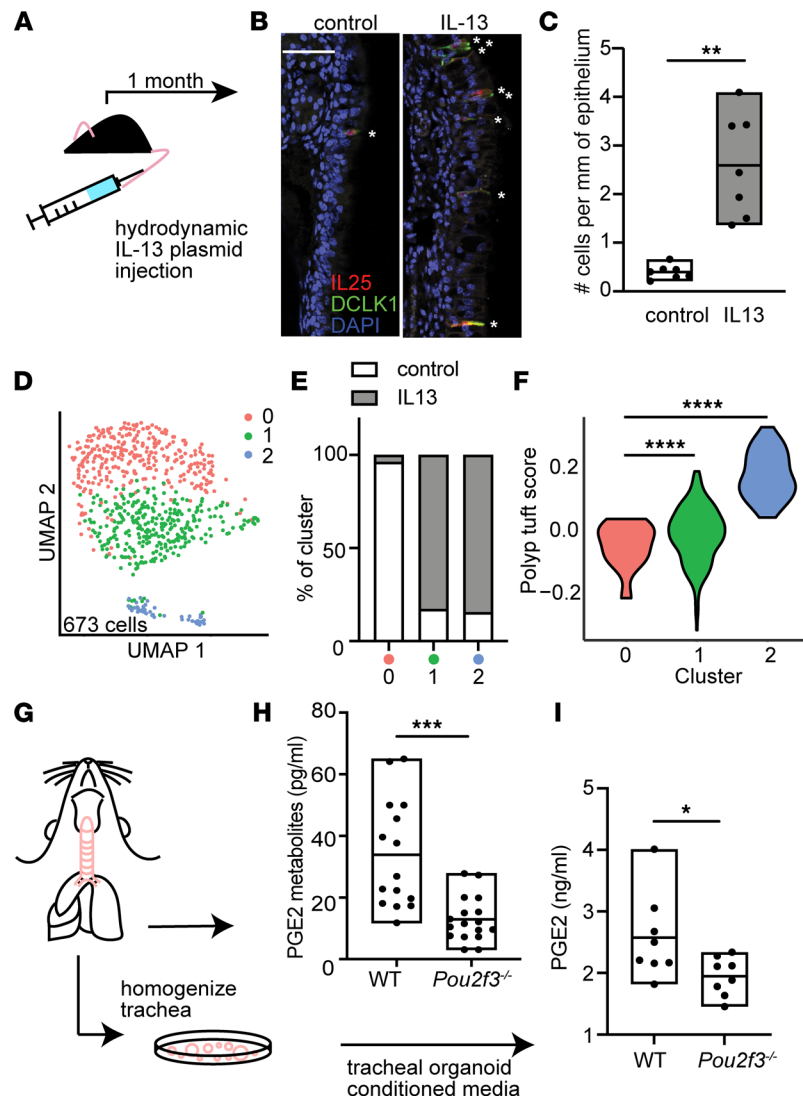 A
1 month
hydrodynamic
IL-13 plasmid
injection
B
control
IL-13
* *
*
*
*
*
*
*
*
IL25
DCLK1
DAPI
C
# cells per mm of epithelium
5
4
3
2
1
0
**
control
IL13
D
UMAP 2
0
1
2
673 cells
UMAP 1
E
control
IL13
% of cluster
100
50
0
0
1
2
F
Polyp tuft score
0.2
0.0
−0.2
****
****
0
1
2
Cluster
G
homogenize
trachea
tracheal organoid
conditioned media
H
PGE2 metabolites (pg/ml)
80
60
40
20
0
***
WT
Pou2f3-/-
I
PGE2 (ng/ml)
5
4
3
2
1
*
WT
Pou2f3-/-